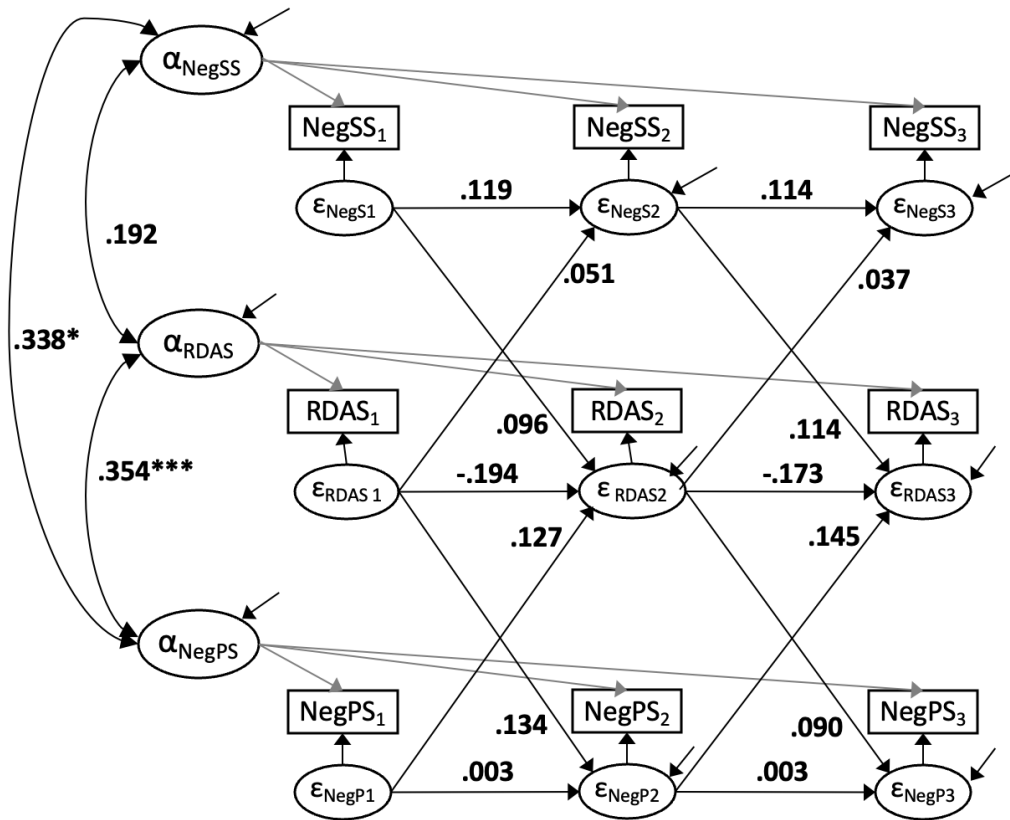 αNegSS
NegSS₁ NegSS₂ NegSS₃
εNegS1 .119 εNegS2 .114 εNegS3
.192 .051 .037
.338* αRDAS
RDAS₁ RDAS₂ RDAS₃
.096 .114
.354*** εRDAS 1 -.194 εRDAS2 -.173 εRDAS3
.127 .145
αNegPS
NegPS₁ NegPS₂ NegPS₃
.134 .090
εNegP1 .003 εNegP2 .003 εNegP3